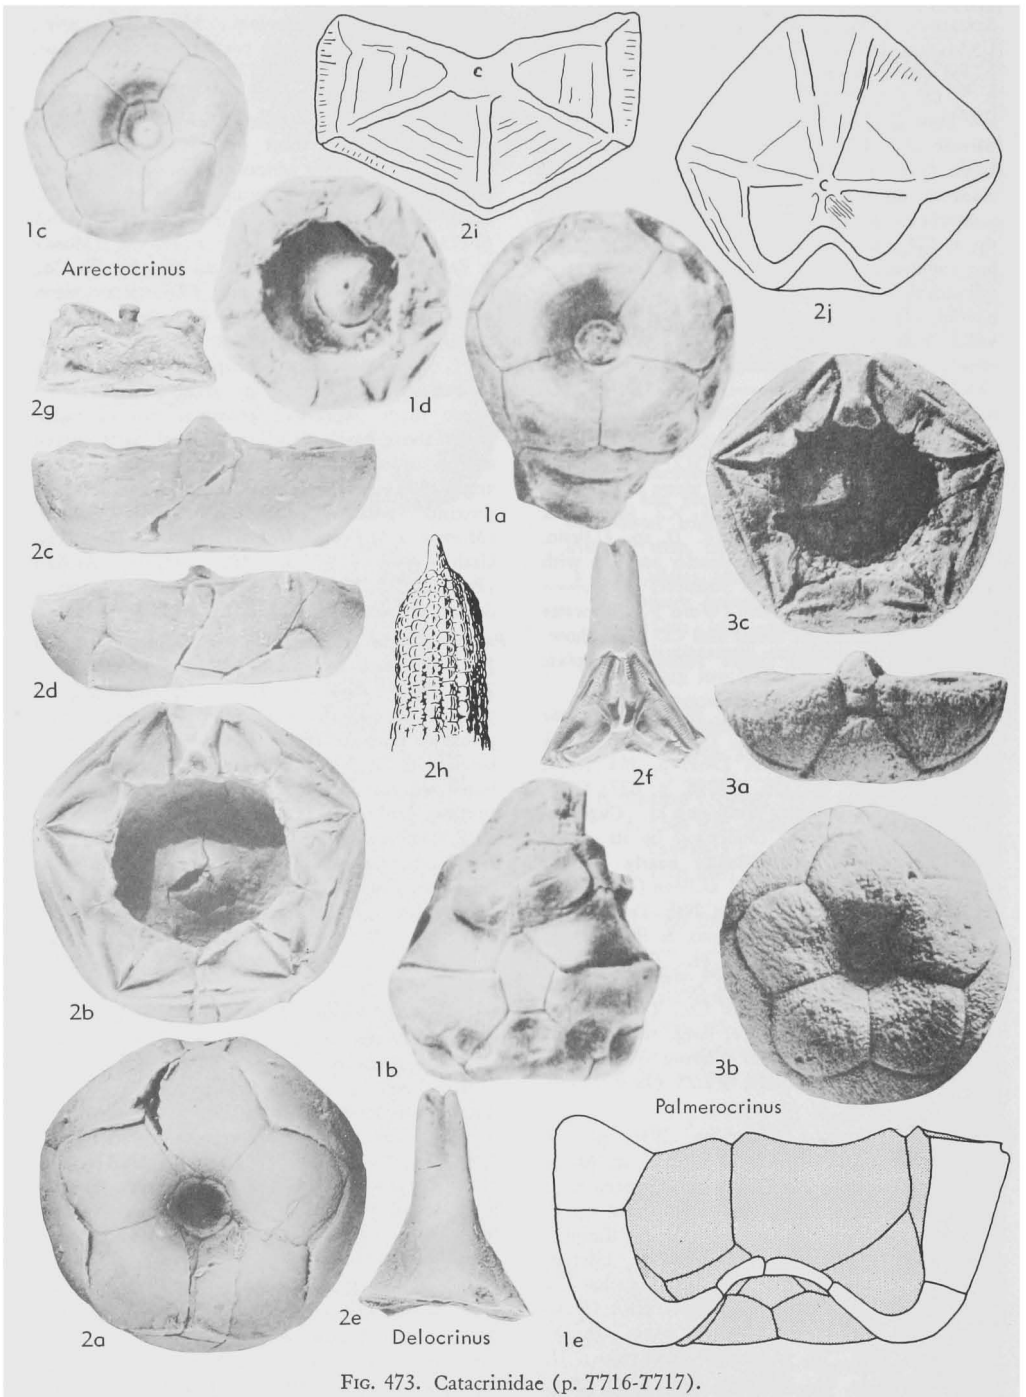 c
c
1c
2i
2j
Arrectocrinus
2g
1d
1a
2c
3c
2d
2h
2f
3a
2b
1b
3b
Palmerocrinus
2a
2e
Delocrinus
1e
FIG. 473. Catacrinidae (p. T716-T717).